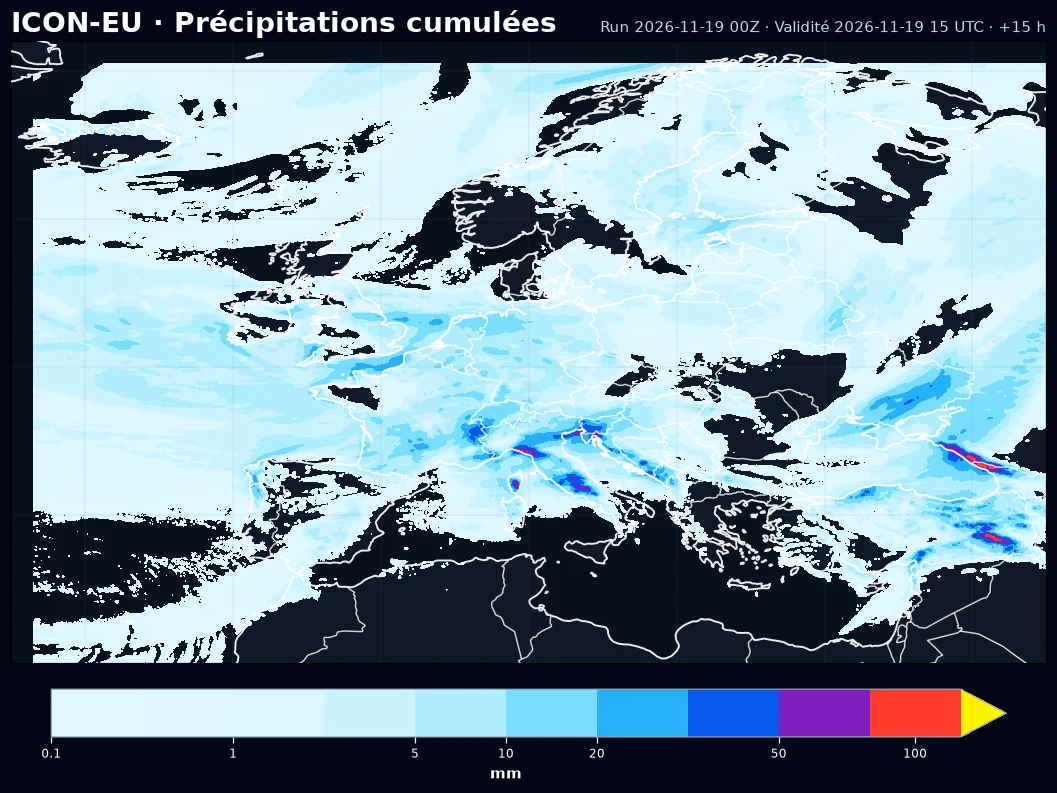 ICON-EU · Précipitations cumulées
Run 2026-11-19 00Z · Validité 2026-11-19 15 UTC · +15 h
0.1 1 5 10 20 50 100
mm